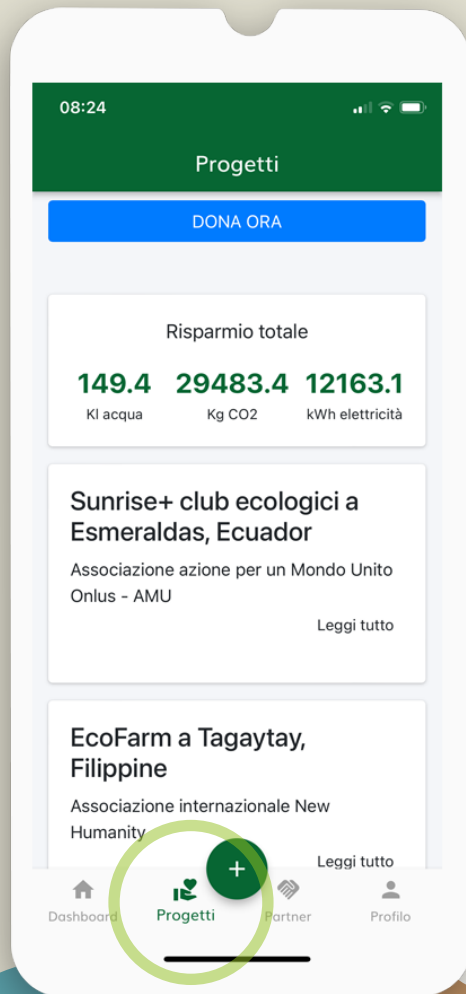 08:24
Progetti
DONA ORA
Risparmio totale
149.4 29483.4 12163.1
Kl acqua Kg CO2 kWh elettricità
Sunrise+ club ecologici a
Esmeraldas, Ecuador
Associazione azione per un Mondo Unito
Onlus - AMU
Leggi tutto
EcoFarm a Tagaytay,
Filippine
Associazione internazionale New
Humanity
Leggi tutto
+
Dashboard Progetti Partner Profilo